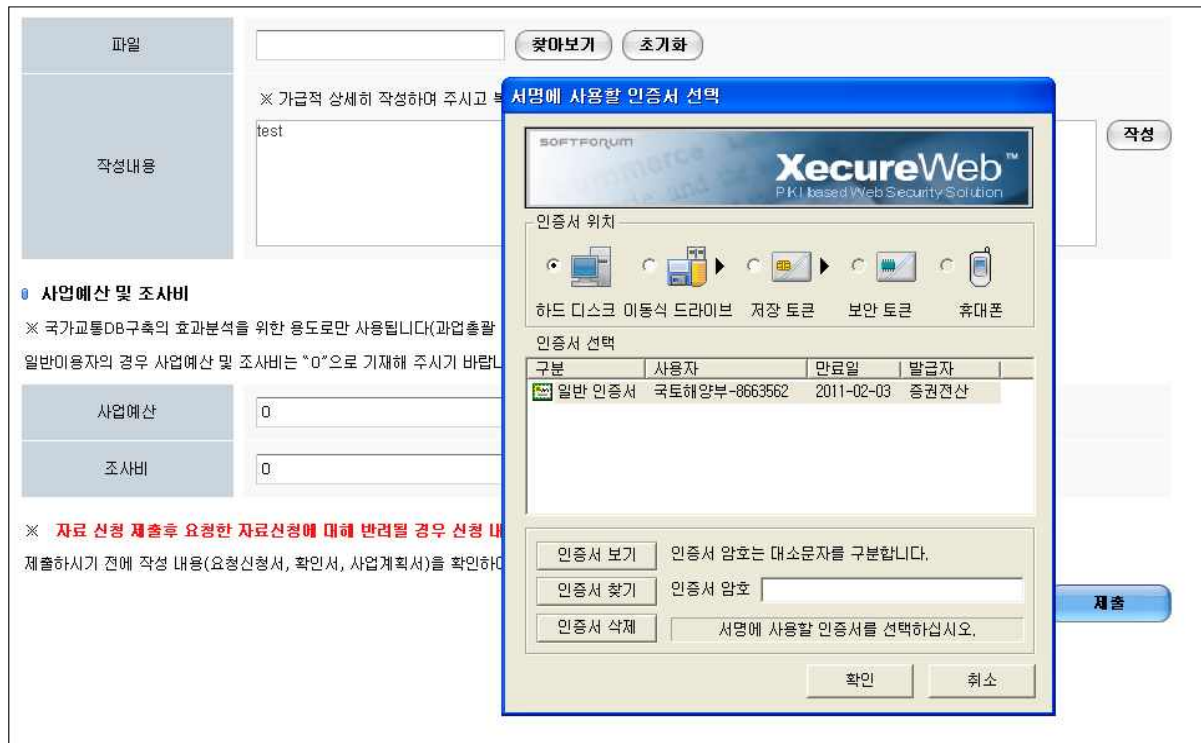 파일
찾아보기 초기화
※ 가급적 상세히 작성하여 주시고
작성내용
test
작성
사업예산 및 조사비
※ 국가교통DB구축의 효과분석을 위한 용도로만 사용됩니다(과업총괄
일반이용자의 경우 사업예산 및 조사비는 "0"으로 기재해 주시기 바랍
사업예산 0
조사비 0
※ 자료 신청 제출후 요청한 자료신청에 대해 반려될 경우 신청
제출하시기 전에 작성 내용(요청신청서, 확인서, 사업계획서)을 확인하
제출
서명에 사용할 인증서 선택
SOFTFORUM
XecureWeb™
PKI based Web Security Solution
인증서 위치
하드 디스크 이동식 드라이브 저장 토큰 보안 토큰 휴대폰
인증서 선택
구분 사용자 만료일 발급자
일반 인증서 국토해양부-8663562 2011-02-03 증권전산
인증서 보기 인증서 암호는 대소문자를 구분합니다.
인증서 찾기 인증서 암호
인증서 삭제 서명에 사용할 인증서를 선택하십시오.
확인 취소